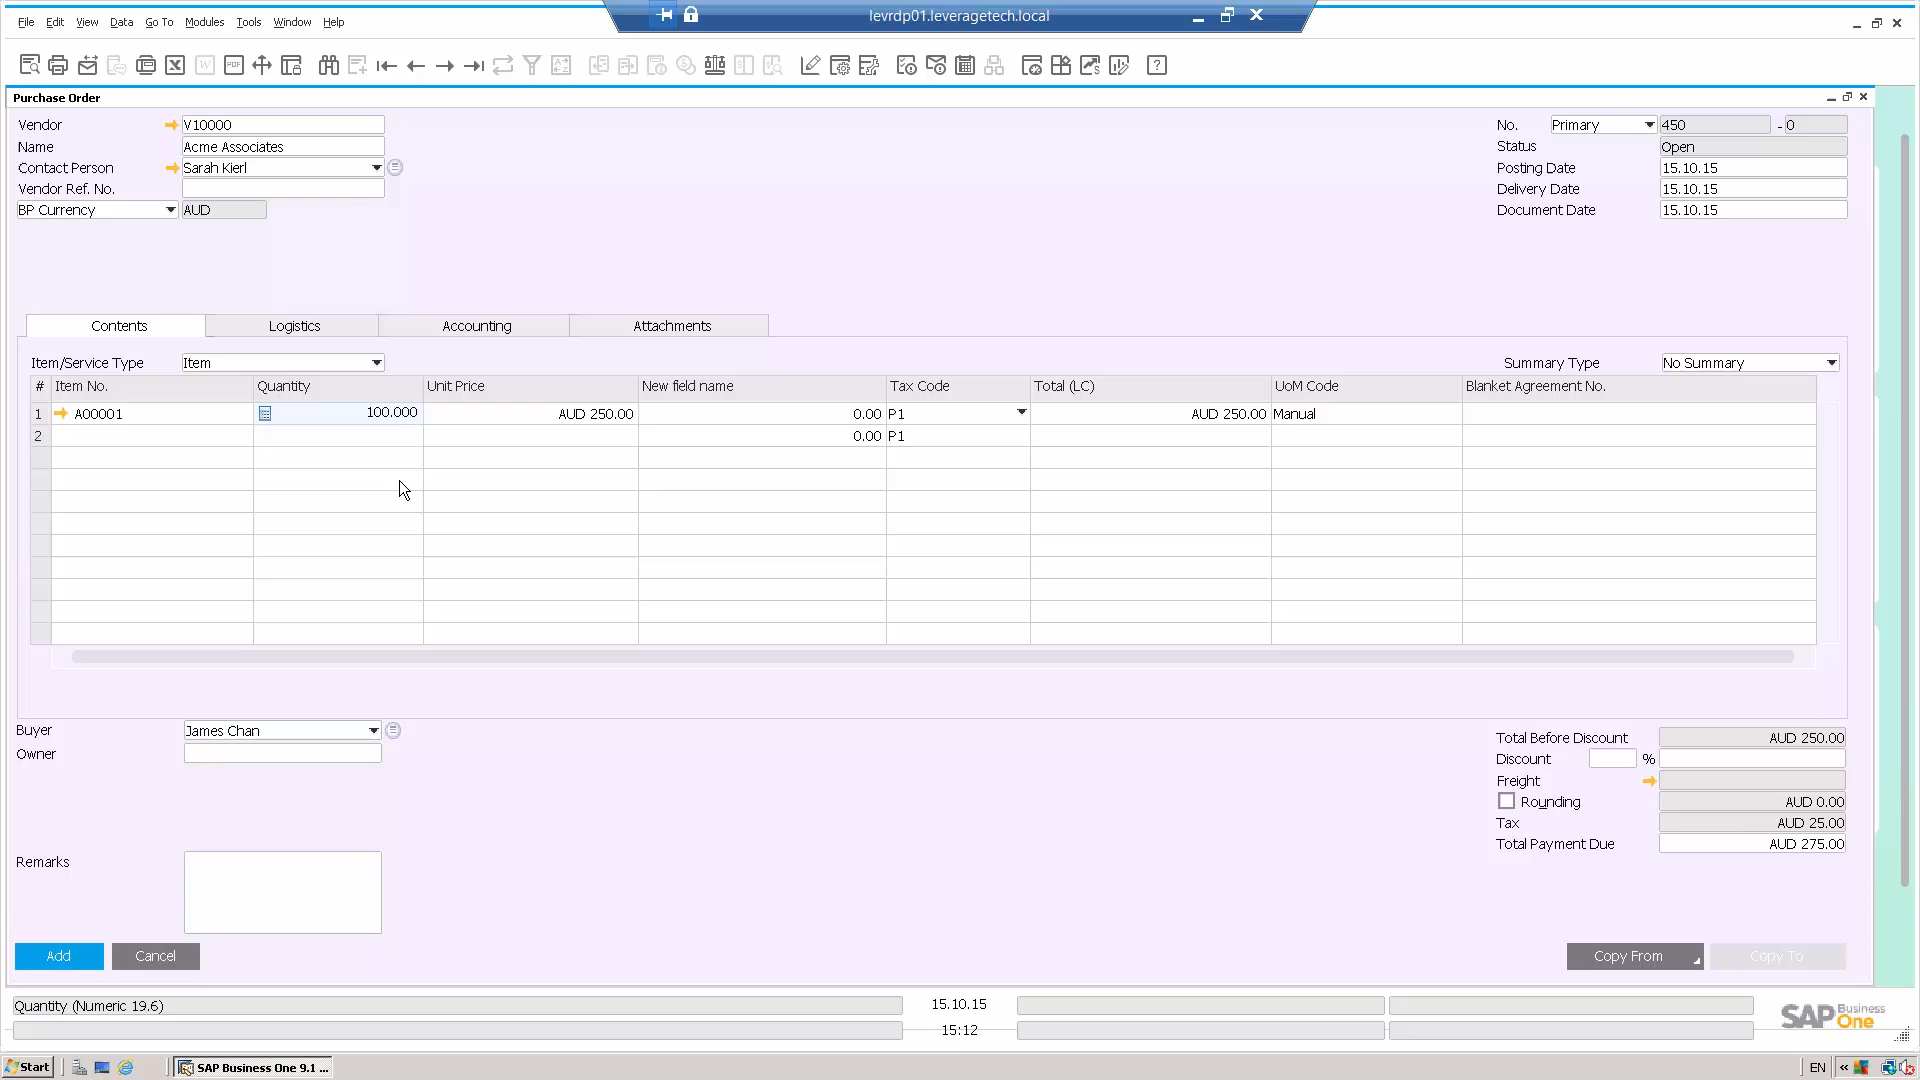 levrdp01.leveragetech.local
File Edit View Data Go To Modules Tools Window Help
Purchase Order
Vendor V10000
Name Acme Associates
Contact Person Sarah Kierl
Vendor Ref. No.
BP Currency AUD
No. Primary 450 - 0
Status Open
Posting Date 15.10.15
Delivery Date 15.10.15
Document Date 15.10.15
Contents Logistics Accounting Attachments
Item/Service Type Item Summary Type No Summary
# Item No. Quantity Unit Price New field name Tax Code Total (LC) UoM Code Blanket Agreement No.
1 A00001 100.000 AUD 250.00 0.00 P1 AUD 250.00 Manual
2 0.00 P1
Buyer James Chan
Owner
Remarks
Total Before Discount AUD 250.00
Discount %
Freight
Rounding AUD 0.00
Tax AUD 25.00
Total Payment Due AUD 275.00
Add Cancel Copy From Copy To
Quantity (Numeric 19.6) 15.10.15
15:12
SAP Business One
Start SAP Business One 9.1 ... EN «